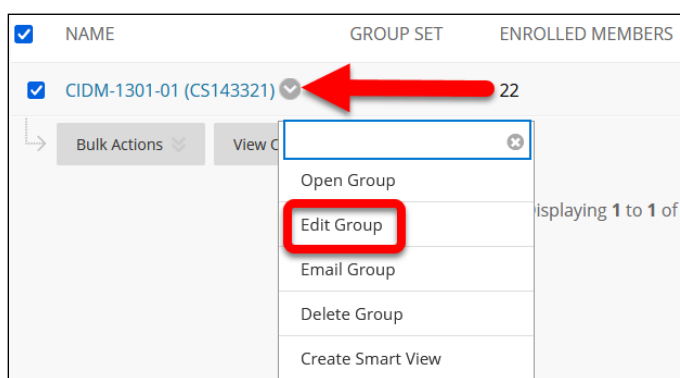 NAME GROUP SET ENROLLED MEMBERS
CIDM-1301-01 (CS143321) 22
Bulk Actions View
Open Group
isplaying 1 to 1 of
Edit Group
Email Group
Delete Group
Create Smart View